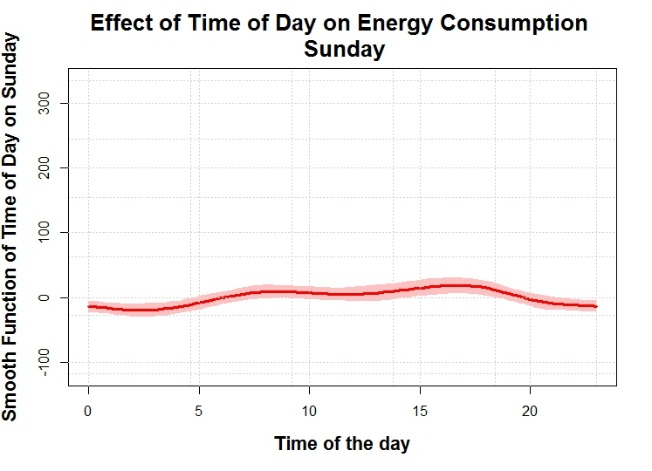 Effect of Time of Day on Energy Consumption
Sunday
Smooth Function of Time of Day on Sunday
300
200
100
0
-100
0 5 10 15 20
Time of the day